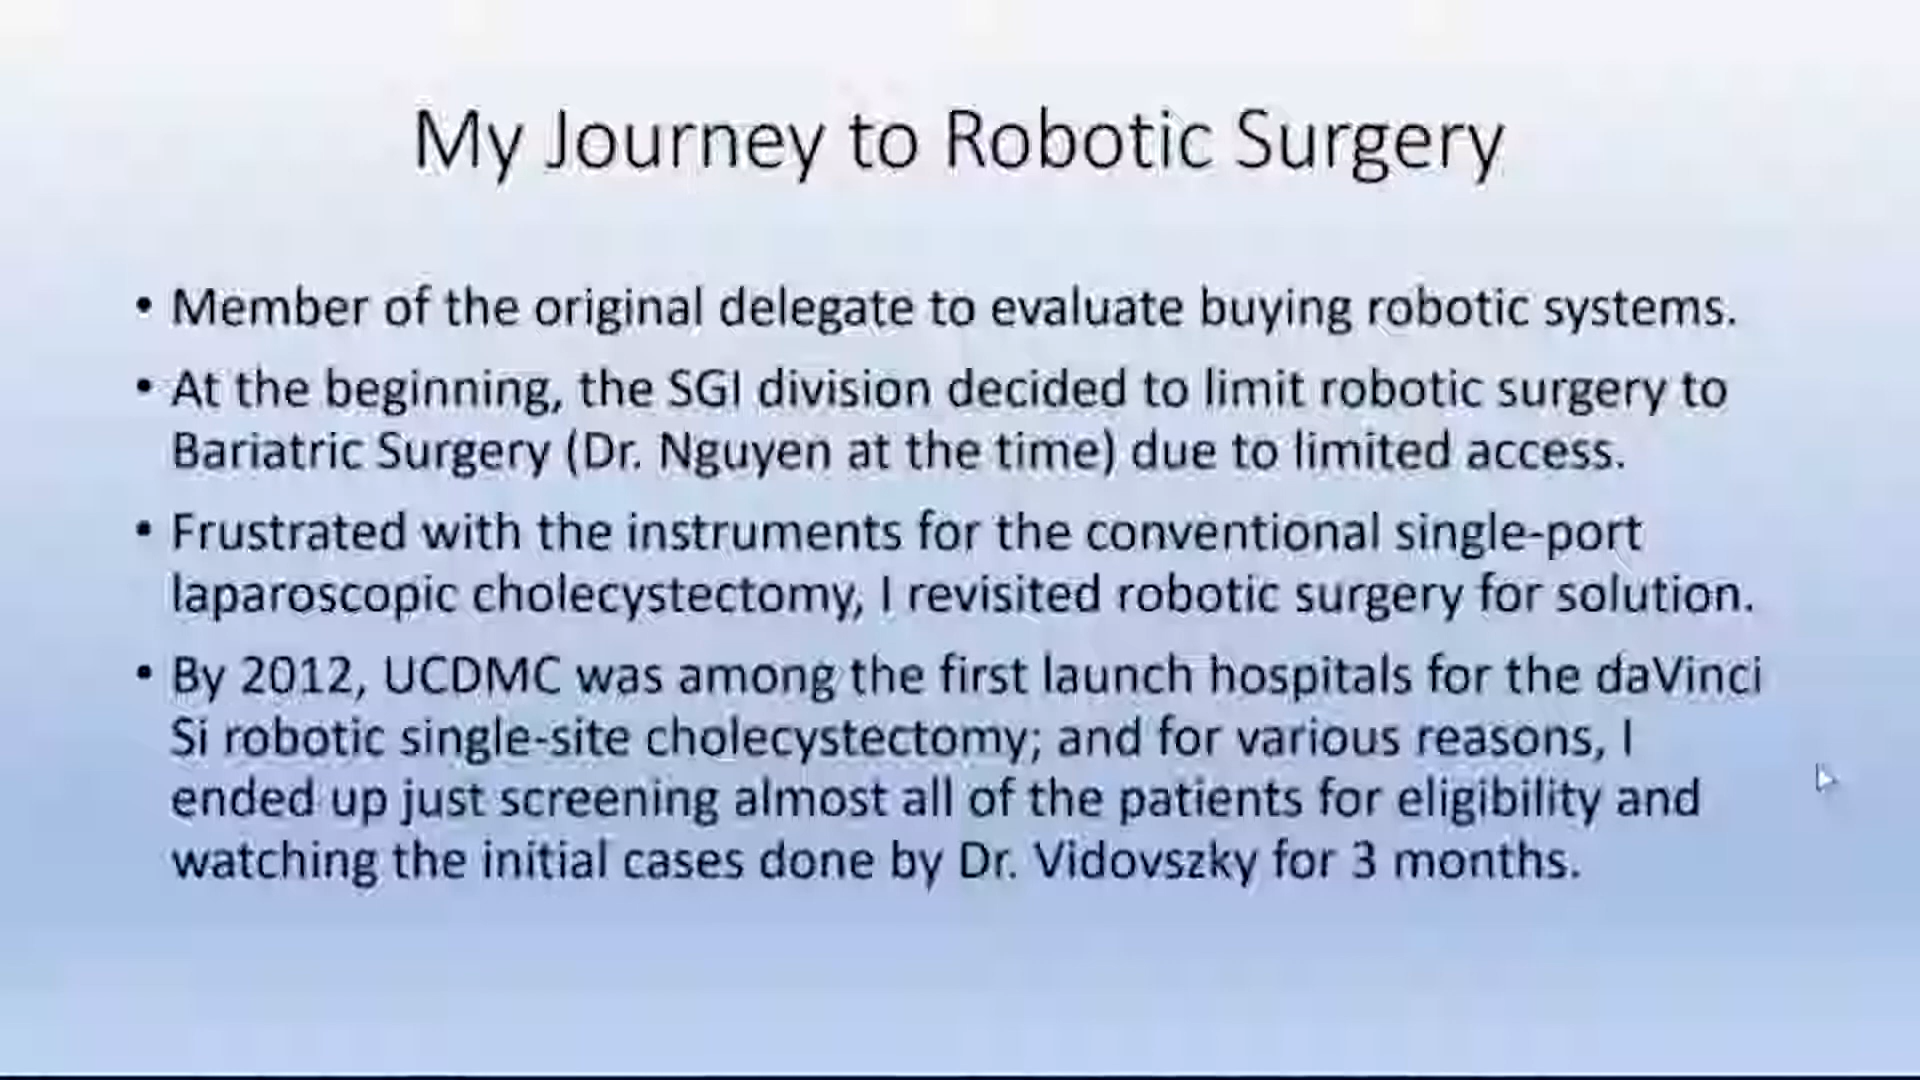 My Journey to Robotic Surgery
• Member of the original delegate to evaluate buying robotic systems.
• At the beginning, the SGI division decided to limit robotic surgery to
Bariatric Surgery (Dr. Nguyen at the time) due to limited access.
• Frustrated with the instruments for the conventional single-port
laparoscopic cholecystectomy, I revisited robotic surgery for solution.
• By 2012, UCDMC was among the first launch hospitals for the daVinci
Si robotic single-site cholecystectomy; and for various reasons, I
ended up just screening almost all of the patients for eligibility and
watching the initial cases done by Dr. Vidovszky for 3 months.